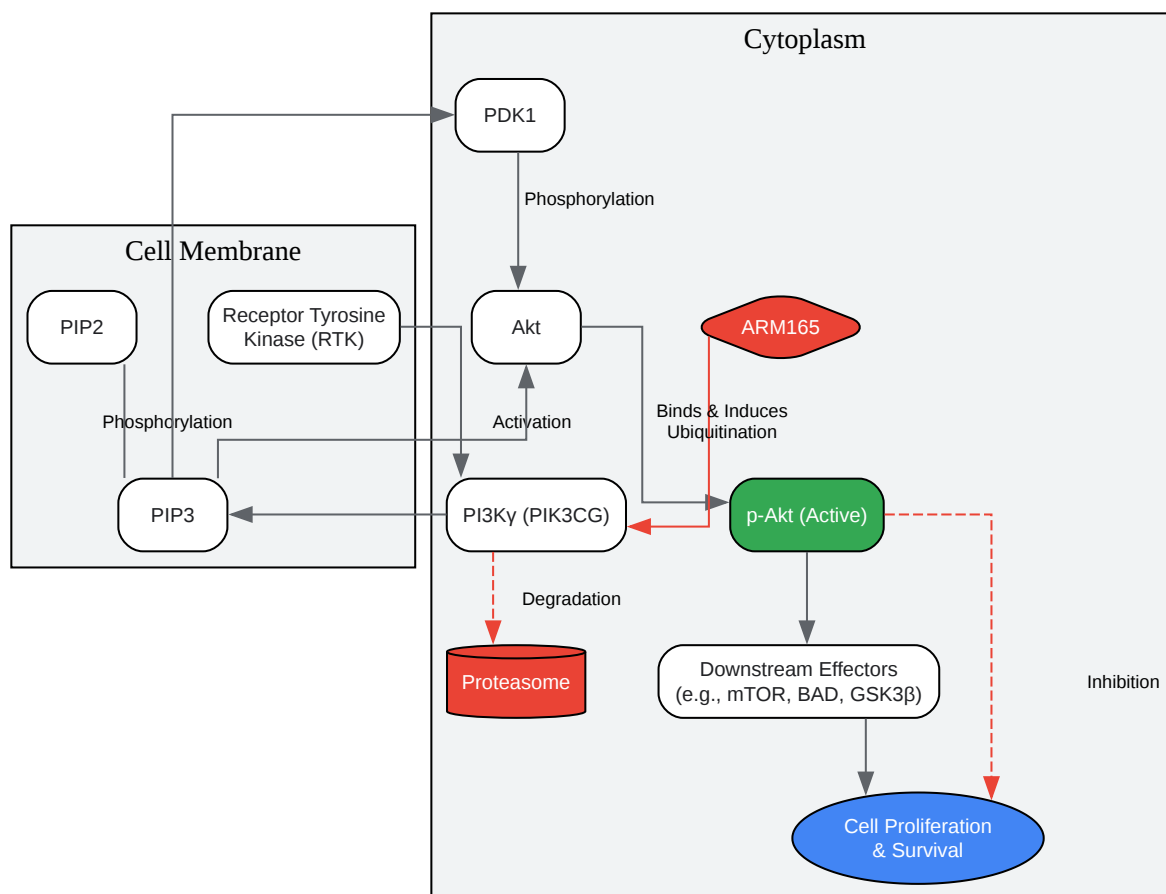 Cytoplasm
PDK1
Phosphorylation
Cell Membrane
PIP2
Receptor Tyrosine
Kinase (RTK)
Akt
ARM165
Phosphorylation
Activation
Binds & Induces
Ubiquitination
PIP3
PI3Kγ (PIK3CG)
p-Akt (Active)
Degradation
Proteasome
Downstream Effectors
(e.g., mTOR, BAD, GSK3β)
Inhibition
Cell Proliferation
& Survival